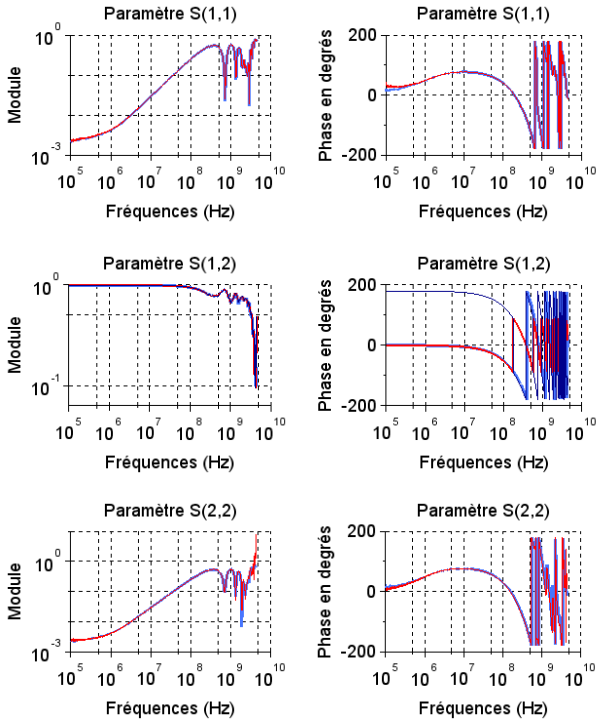 Paramètre S(1,1)
10^0
Module
10^-3
10^5 10^6 10^7 10^8 10^9 10^10
Fréquences (Hz)
Paramètre S(1,1)
200
Phase en degrés
0
-200
10^5 10^6 10^7 10^8 10^9 10^10
Fréquences (Hz)
Paramètre S(1,2)
10^0
Module
10^-1
10^5 10^6 10^7 10^8 10^9 10^10
Fréquences (Hz)
Paramètre S(1,2)
200
Phase en degrés
0
-200
10^5 10^6 10^7 10^8 10^9 10^10
Fréquences (Hz)
Paramètre S(2,2)
10^0
Module
10^-3
10^5 10^6 10^7 10^8 10^9 10^10
Fréquences (Hz)
Paramètre S(2,2)
200
Phase en degrés
0
-200
10^5 10^6 10^7 10^8 10^9 10^10
Fréquences (Hz)